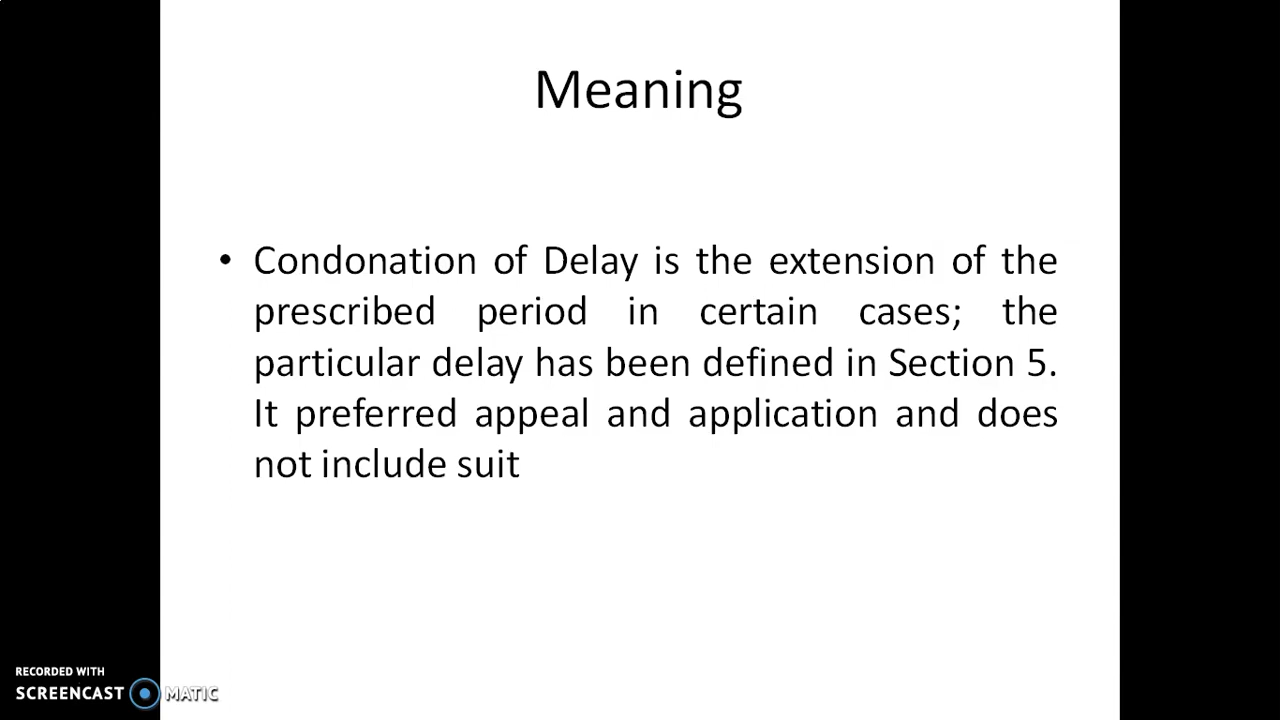 Meaning
• Condonation of Delay is the extension of the
prescribed period in certain cases; the
particular delay has been defined in Section 5.
It preferred appeal and application and does
not include suit
RECORDED WITH
SCREENCAST MATIC